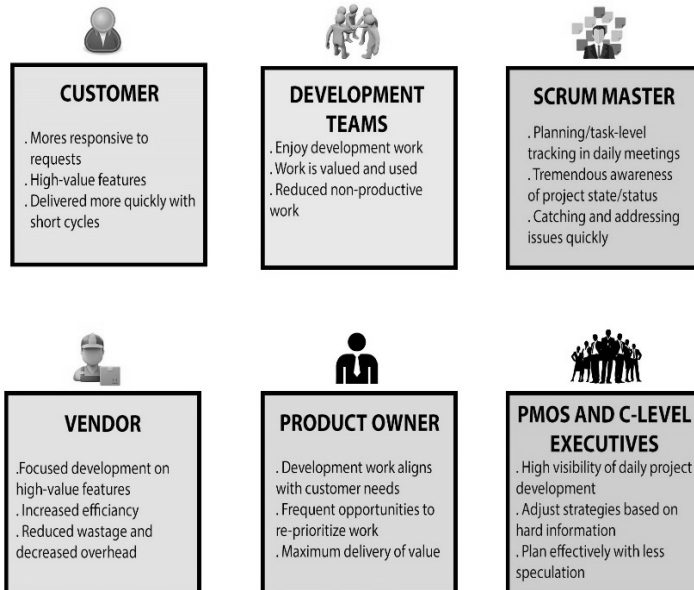 CUSTOMER
. Mores responsive to
requests
. High-value features
. Delivered more quickly with
short cycles
DEVELOPMENT
TEAMS
. Enjoy development work
. Work is valued and used
. Reduced non-productive
work
SCRUM MASTER
. Planning/task-level
tracking in daily meetings
. Tremendous awareness
of project state/status
. Catching and addressing
issues quickly
VENDOR
.Focused development on
high-value features
. Increased efficiancy
. Reduced wastage and
decreased overhead
PRODUCT OWNER
. Development work aligns
with customer needs
. Frequent opportunities to
re-prioritize work
. Maximum delivery of value
PMOS AND C-LEVEL
EXECUTIVES
. High visibility of daily project
development
. Adjust strategies based on
hard information
. Plan effectively with less
speculation